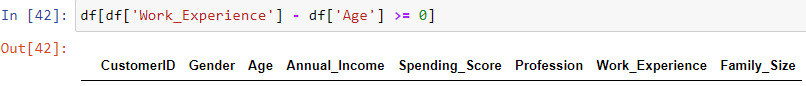 In [42]: df[df['Work_Experience'] - df['Age'] >= 0]
Out[42]:
CustomerID Gender Age Annual_Income Spending_Score Profession Work_Experience Family_Size